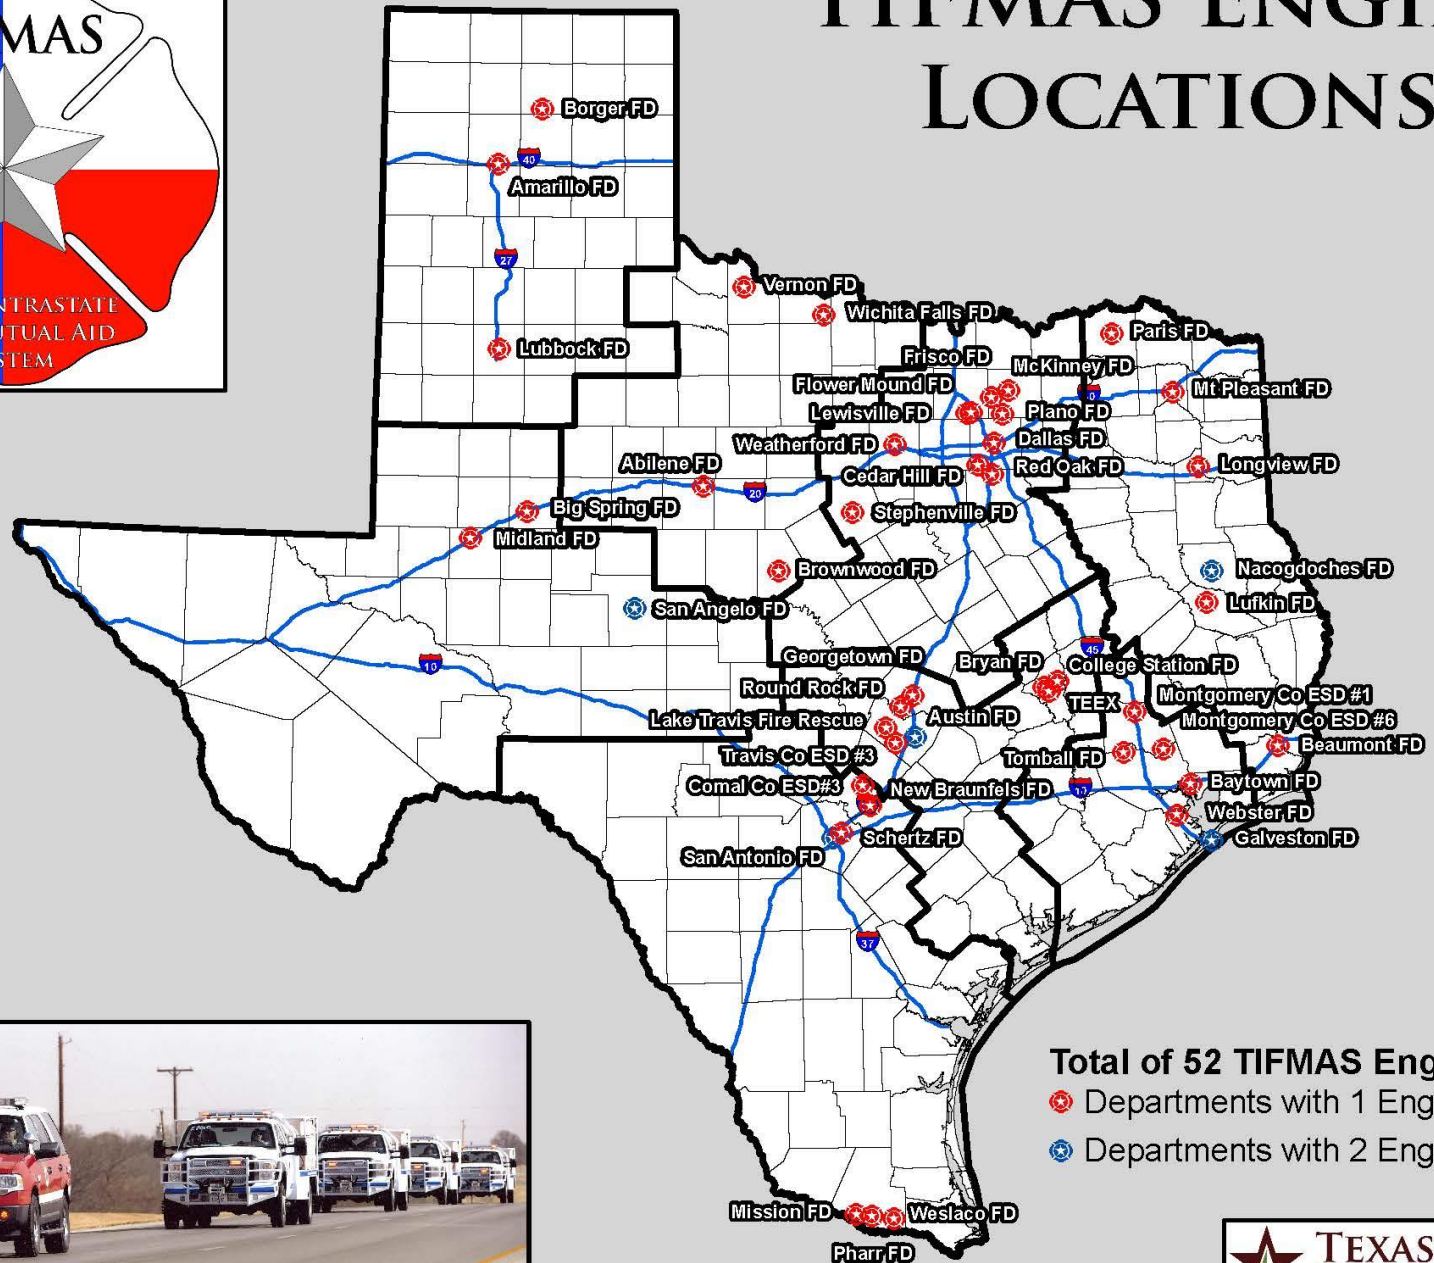 MAS
NTRASTATE
UTUAL AID
STEM
LOCATIONS
Borger FD
40
Amarillo FD
27
Lubbock FD
Vernon FD
Wichita Falls FD
Paris FD
Frisco FD
McKinney FD
Flower Mound FD
Mt Pleasant FD
Lewisville FD
Plano FD
Weatherford FD
Dallas FD
Abilene FD
Cedar Hill FD
Red Oak FD
Longview FD
20
Big Spring FD
Stephenville FD
Midland FD
Brownwood FD
Nacogdoches FD
San Angelo FD
Lufkin FD
45
Georgetown FD
Bryan FD
College Station FD
10
Round Rock FD
TEEX
Montgomery Co ESD #1
Lake Travis Fire Rescue
Austin FD
Montgomery Co ESD #6
Travis Co ESD #3
Tomball FD
Beaumont FD
Comal Co ESD#3
New Braunfels FD
Baytown FD
Webster FD
Schertz FD
Galveston FD
San Antonio FD
37
Total of 52 TIFMAS Eng
Departments with 1 Eng
Departments with 2 Eng
Mission FD
Weslaco FD
Pharr FD
TEXAS